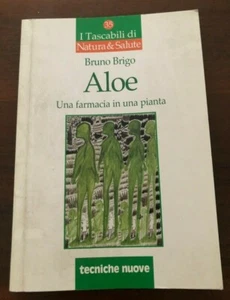 35
I Tascabili di
Natura & Salute
Bruno Brigo
Aloe
Una farmacia in una pianta
tecniche nuove